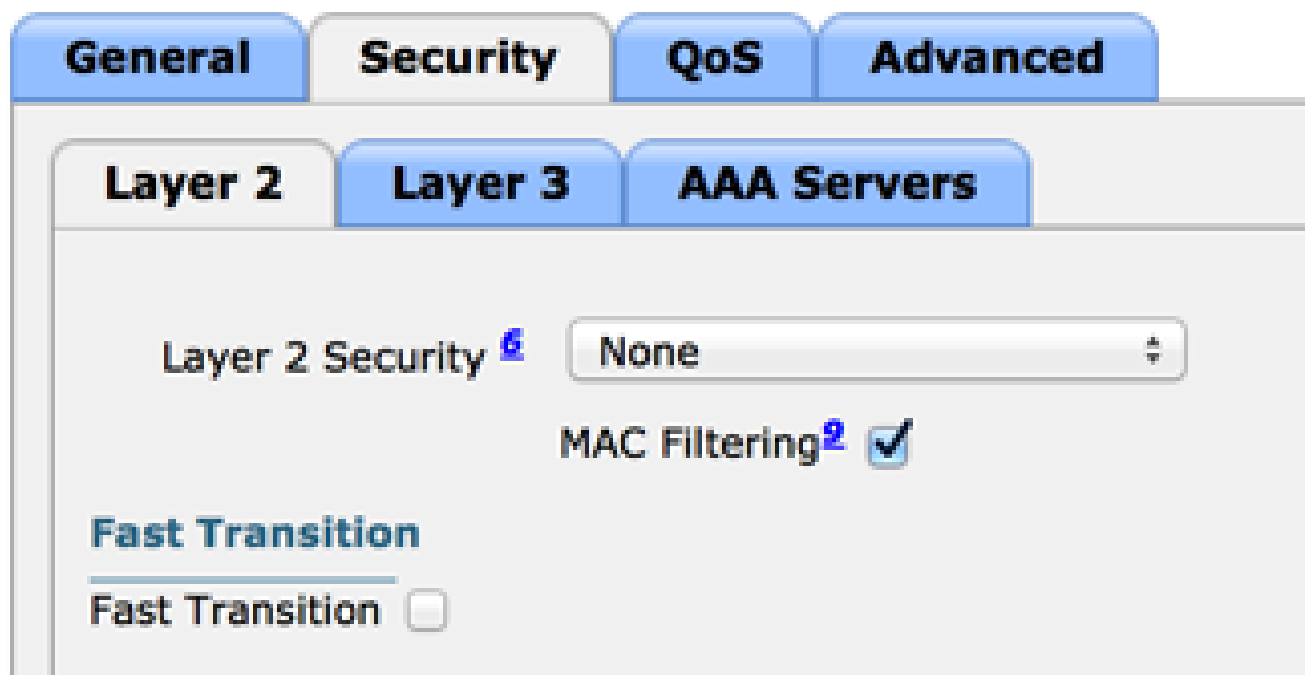 General Security QoS Advanced
Layer 2 Layer 3 AAA Servers
Layer 2 Security 6 None
MAC Filtering 9
Fast Transition
Fast Transition